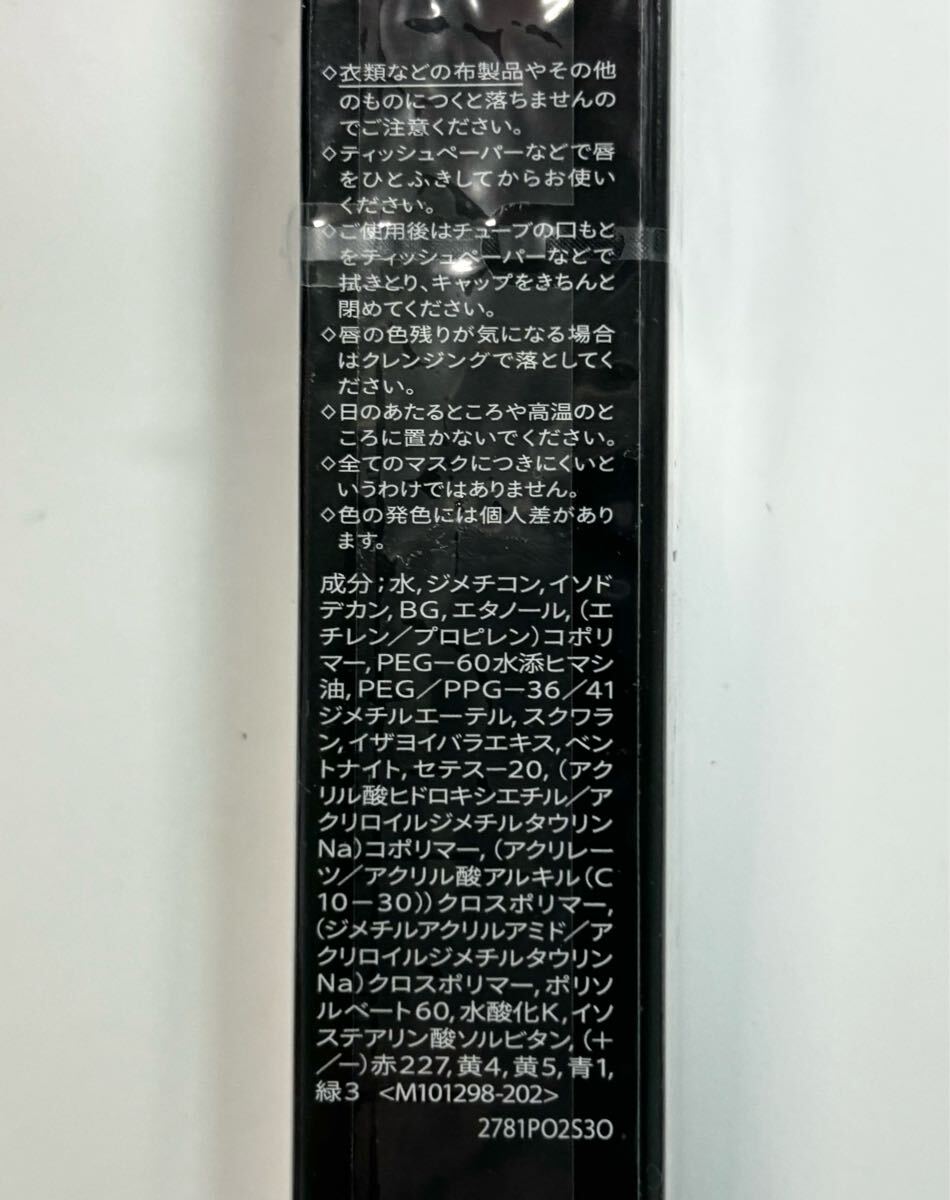 ◇衣類などの布製品やその他
のものにつくと落ちませんの
でご注意ください。
◇ティッシュペーパーなどで唇
をひとふきしてからお使い
ください。
◇ご使用後はチューブの口もと
をティッシュペーパーなどで
拭きとり、キャップをきちんと
閉めてください。
◇唇の色残りが気になる場合
はクレンジングで落としてく
ださい。
◇日のあたるところや高温のと
ころに置かないでください。
◇全てのマスクにつきにくいと
いうわけではありません。
◇色の発色には個人差があり
ます。
成分；水，ジメチコン，イソド
デカン，BG，エタノール，（エ
チレン／プロピレン）コポリ
マー，PEG－60水添ヒマシ
油，PEG／PPG－36／41
ジメチルエーテル，スクワラ
ン，イザヨイバラエキス，ベン
トナイト，セテス－20，（アク
リル酸ヒドロキシエチル／ア
クリロイルジメチルタウリン
Na）コポリマー，（アクリレー
ツ／アクリル酸アルキル（C
10－30））クロスポリマー，
（ジメチルアクリルアミド／ア
クリロイルジメチルタウリン
Na）クロスポリマー，ポリソ
ルベート60，水酸化K，イソ
ステアリン酸ソルビタン，（＋
／－）赤227，黄4，黄5，青1，
緑3 <M101298-202>
2781PO2S3O